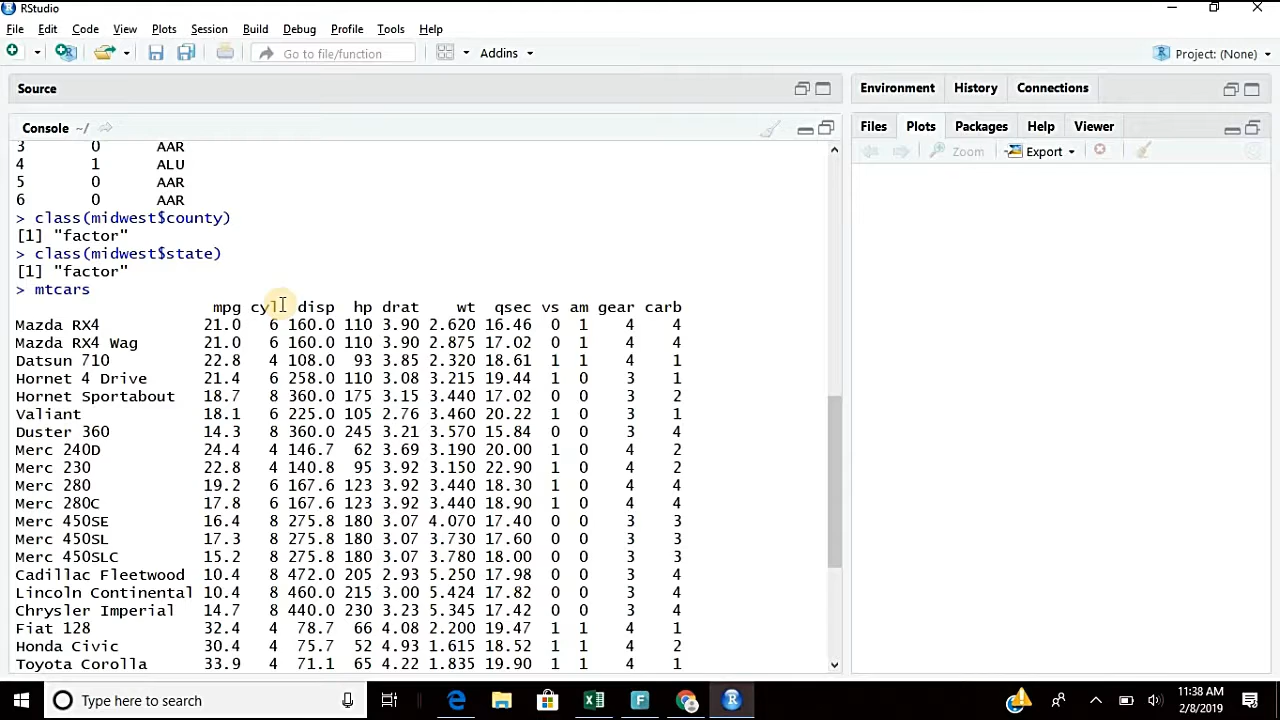 RStudio
File Edit Code View Plots Session Build Debug Profile Tools Help
Go to file/function Addins Project: (None)
Source
Console ~/
3 0 AAR
4 1 ALU
5 0 AAR
6 0 AAR
> class(midwest$county)
[1] "factor"
> class(midwest$state)
[1] "factor"
> mtcars
mpg cyl disp hp drat wt qsec vs am gear carb
Mazda RX4 21.0 6 160.0 110 3.90 2.620 16.46 0 1 4 4
Mazda RX4 Wag 21.0 6 160.0 110 3.90 2.875 17.02 0 1 4 4
Datsun 710 22.8 4 108.0 93 3.85 2.320 18.61 1 1 4 1
Hornet 4 Drive 21.4 6 258.0 110 3.08 3.215 19.44 1 0 3 1
Hornet Sportabout 18.7 8 360.0 175 3.15 3.440 17.02 0 0 3 2
Valiant 18.1 6 225.0 105 2.76 3.460 20.22 1 0 3 1
Duster 360 14.3 8 360.0 245 3.21 3.570 15.84 0 0 3 4
Merc 240D 24.4 4 146.7 62 3.69 3.190 20.00 1 0 4 2
Merc 230 22.8 4 140.8 95 3.92 3.150 22.90 1 0 4 2
Merc 280 19.2 6 167.6 123 3.92 3.440 18.30 1 0 4 4
Merc 280C 17.8 6 167.6 123 3.92 3.440 18.90 1 0 4 4
Merc 450SE 16.4 8 275.8 180 3.07 4.070 17.40 0 0 3 3
Merc 450SL 17.3 8 275.8 180 3.07 3.730 17.60 0 0 3 3
Merc 450SLC 15.2 8 275.8 180 3.07 3.780 18.00 0 0 3 3
Cadillac Fleetwood 10.4 8 472.0 205 2.93 5.250 17.98 0 0 3 4
Lincoln Continental 10.4 8 460.0 215 3.00 5.424 17.82 0 0 3 4
Chrysler Imperial 14.7 8 440.0 230 3.23 5.345 17.42 0 0 3 4
Fiat 128 32.4 4 78.7 66 4.08 2.200 19.47 1 1 4 1
Honda Civic 30.4 4 75.7 52 4.93 1.615 18.52 1 1 4 2
Toyota Corolla 33.9 4 71.1 65 4.22 1.835 19.90 1 1 4 1
Environment History Connections
Files Plots Packages Help Viewer
Zoom Export
Type here to search
11:38 AM
2/8/2019